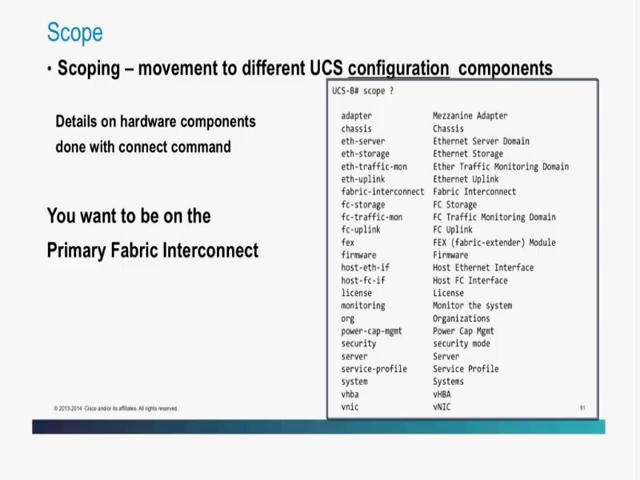 Scope
• Scoping – movement to different UCS configuration components
UCS-B# scope ?
Details on hardware components
done with connect command
You want to be on the
Primary Fabric Interconnect
adapter Mezzanine Adapter
chassis Chassis
eth-server Ethernet Server Domain
eth-storage Ethernet Storage
eth-traffic-mon Ether Traffic Monitoring Domain
eth-uplink Ethernet Uplink
fabric-interconnect Fabric Interconnect
fc-storage FC Storage
fc-traffic-mon FC Traffic Monitoring Domain
fc-uplink FC Uplink
fex FEX (fabric-extender) Module
firmware Firmware
host-eth-if Host Ethernet Interface
host-fc-if Host FC Interface
license License
monitoring Monitor the system
org Organizations
power-cap-mgmt Power Cap Mgmt
security security mode
server Server
service-profile Service Profile
system Systems
vhba vHBA
vnic vNIC
© 2013-2014 Cisco and/or its affiliates. All rights reserved.
91